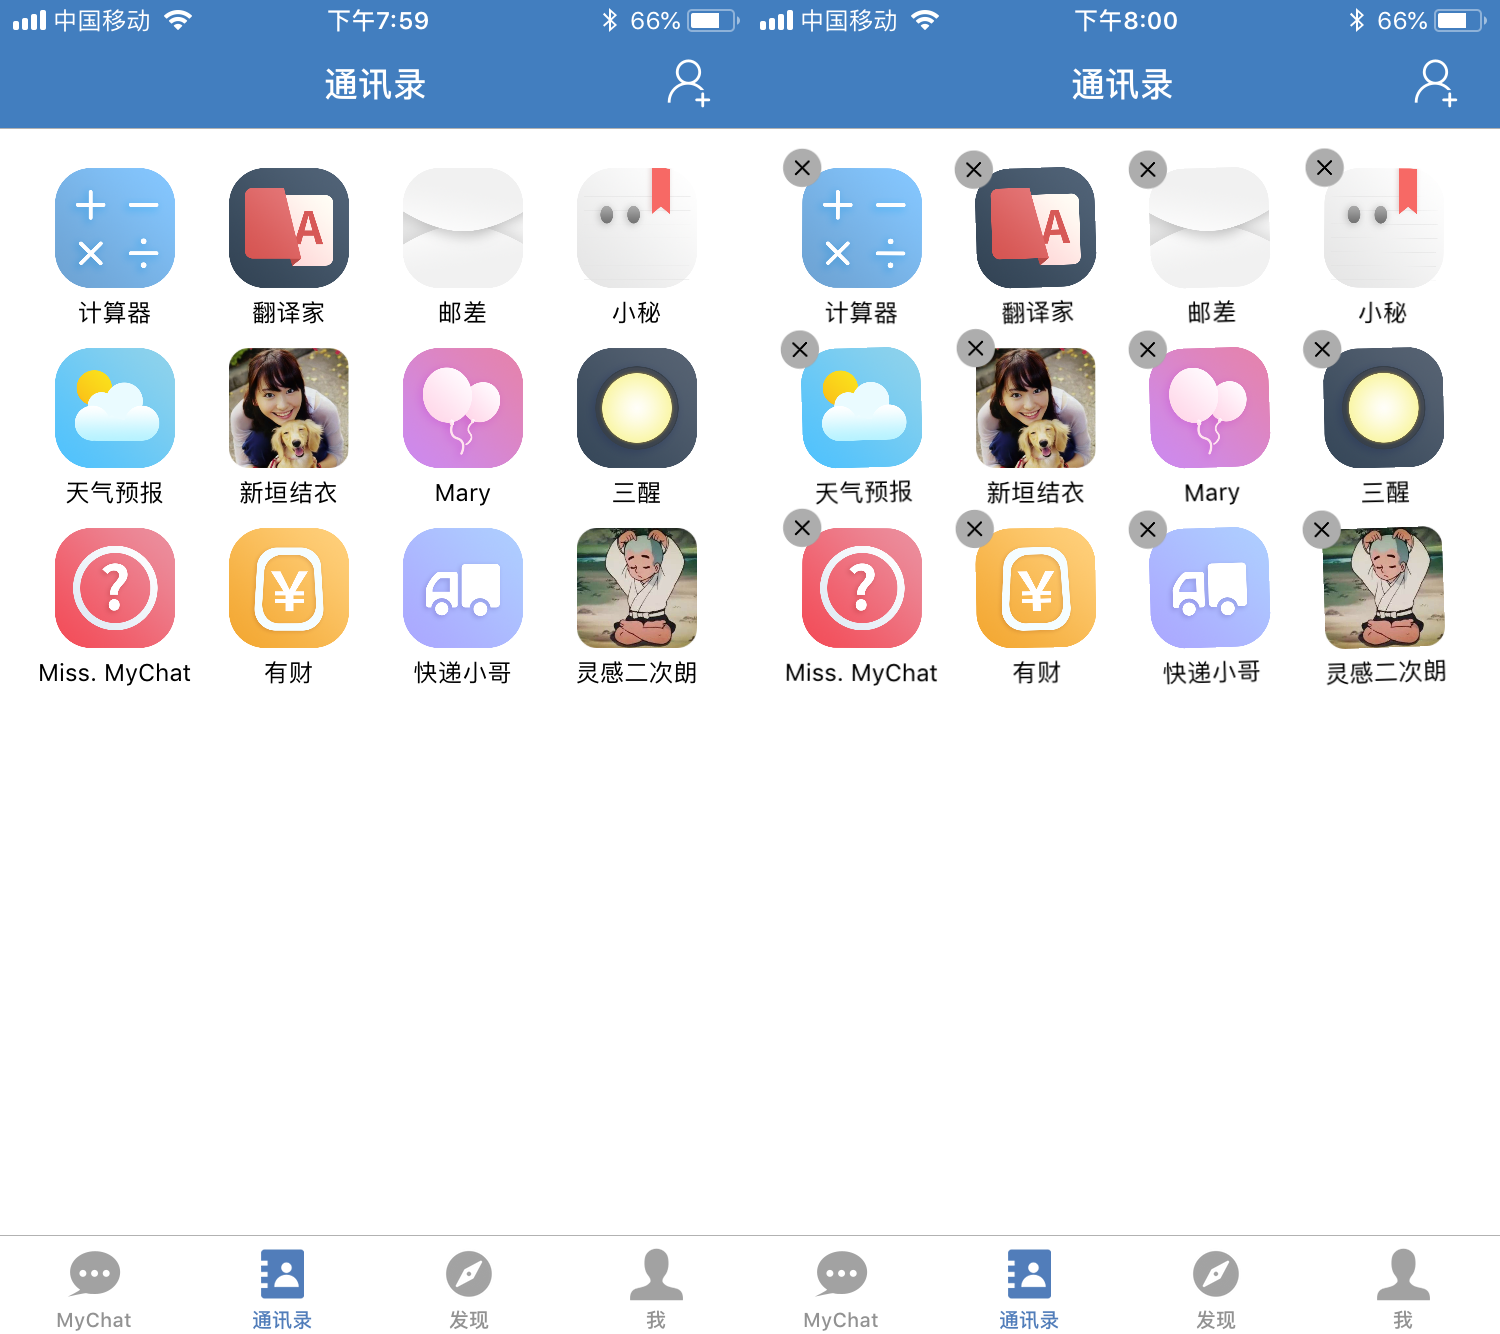 中国移动 下午7:59 66%
通讯录
计算器 翻译家 邮差 小秘
天气预报 新垣结衣 Mary 三醒
Miss. MyChat 有财 快递小哥 灵感二次朗
MyChat 通讯录 发现 我
中国移动 下午8:00 66%
通讯录
计算器 翻译家 邮差 小秘
天气预报 新垣结衣 Mary 三醒
Miss. MyChat 有财 快递小哥 灵感二次朗
MyChat 通讯录 发现 我